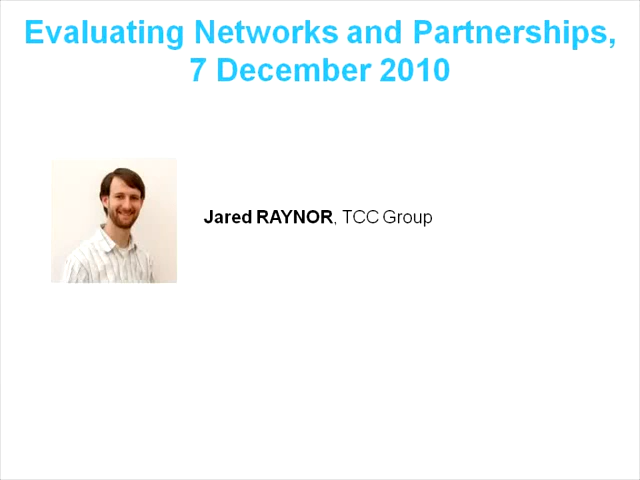 Evaluating Networks and Partnerships,
7 December 2010
Jared RAYNOR, TCC Group